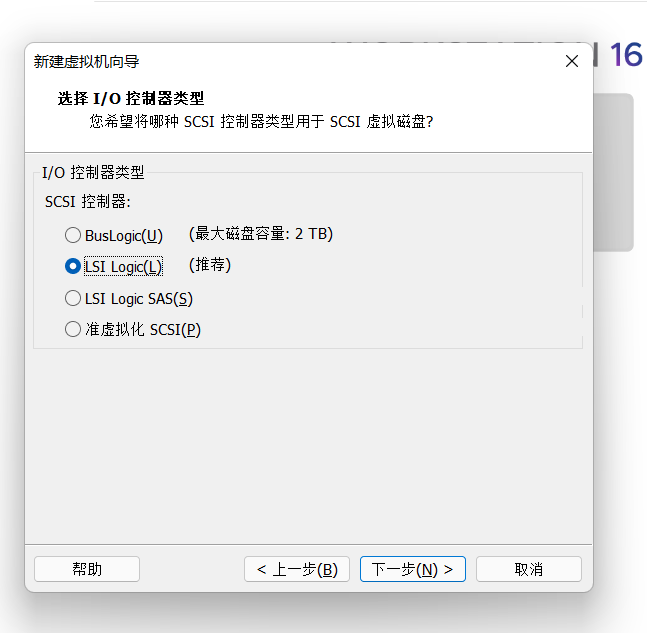 16
新建虚拟机向导
选择 I/O 控制器类型
您希望将哪种 SCSI 控制器类型用于 SCSI 虚拟磁盘?
I/O 控制器类型
SCSI 控制器:
BusLogic(U) (最大磁盘容量: 2 TB)
LSI Logic(L) (推荐)
LSI Logic SAS(S)
准虚拟化 SCSI(P)
帮助 < 上一步(B) 下一步(N) > 取消